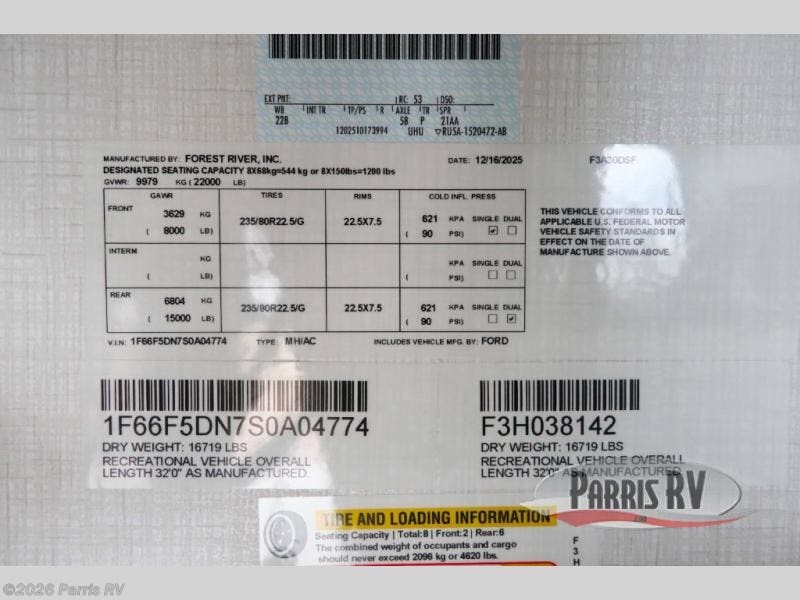 EXT PNT: RC: 53 DSO:
WB INT TR TP/PS R AXLE TR SPR
228 58 P 21AA
1202510173994 UHU RUSA-1520472-AB
MANUFACTURED BY: FOREST RIVER, INC. DATE: 12/16/2025 F3A30DSF
DESIGNATED SEATING CAPACITY 8X68kg=544 kg or 8X150lbs=1200 lbs
GVWR: 9979 KG ( 22000 LB)
GAWR TIRES RIMS COLD INFL. PRESS
FRONT 3629 KG 235/80R22.5/G 22.5X7.5 621 KPA SINGLE DUAL
( 8000 LB) ( 90 PSI)
INTERM KG KPA SINGLE DUAL
( LB) ( PSI)
REAR 6804 KG 235/80R22.5/G 22.5X7.5 621 KPA SINGLE DUAL
( 15000 LB) ( 90 PSI)
THIS VEHICLE CONFORMS TO ALL
APPLICABLE U.S. FEDERAL MOTOR
VEHICLE SAFETY STANDARDS IN
EFFECT ON THE DATE OF
MANUFACTURE SHOWN ABOVE.
V.I.N: 1F66F5DN7S0A04774 TYPE: MH/AC INCLUDES VEHICLE MFG. BY: FORD
1F66F5DN7S0A04774
DRY WEIGHT: 16719 LBS
RECREATIONAL VEHICLE OVERALL
LENGTH 32'0" AS MANUFACTURED.
F3H038142
DRY WEIGHT: 16719 LBS
RECREATIONAL VEHICLE OVERALL
LENGTH 32'0" AS MANUFACTURED.
PARRIS RV
.COM
TIRE AND LOADING INFORMATION
Seating Capacity | Total:8 | Front:2 | Rear:6
The combined weight of occupants and cargo
should never exceed 2096 kg or 4620 lbs.
F
3
H
©2026 Parris RV